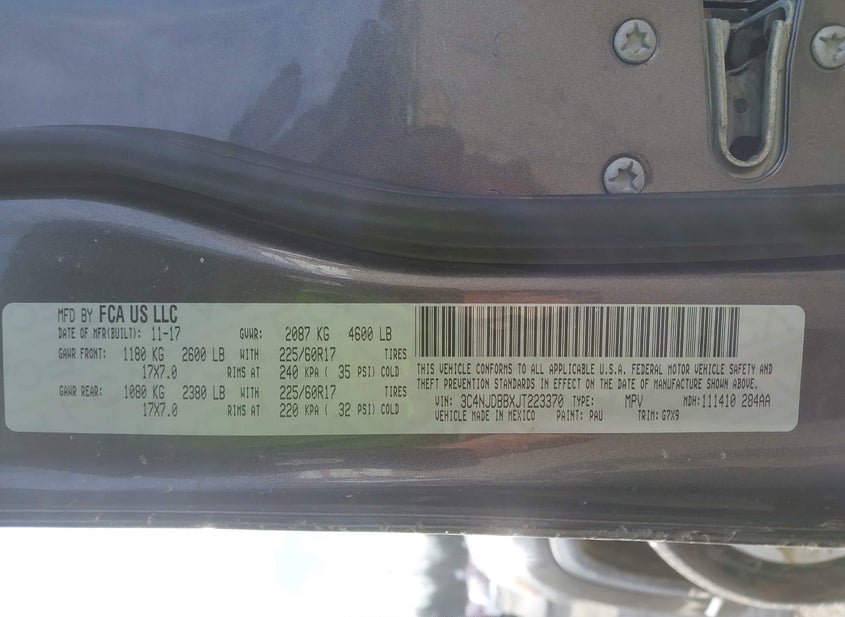 MFD BY FCA US LLC
DATE OF MFR(BUILT): 11-17 GVWR: 2087 KG 4600 LB
GAWR FRONT: 1180 KG 2600 LB WITH 225/60R17 TIRES
17X7.0 RIMS AT 240 KPA ( 35 PSI) COLD
GAWR REAR: 1080 KG 2380 LB WITH 225/60R17 TIRES
17X7.0 RIMS AT 220 KPA ( 32 PSI) COLD
THIS VEHICLE CONFORMS TO ALL APPLICABLE U.S.A. FEDERAL MOTOR VEHICLE SAFETY AND
THEFT PREVENTION STANDARDS IN EFFECT ON THE DATE OF MANUFACTURE SHOWN ABOVE.
VIN: 3C4NJDBBXJT223370 TYPE: MPV MDH: 111410 284AA
VEHICLE MADE IN MEXICO PAINT: PAU TRIM: G7X9